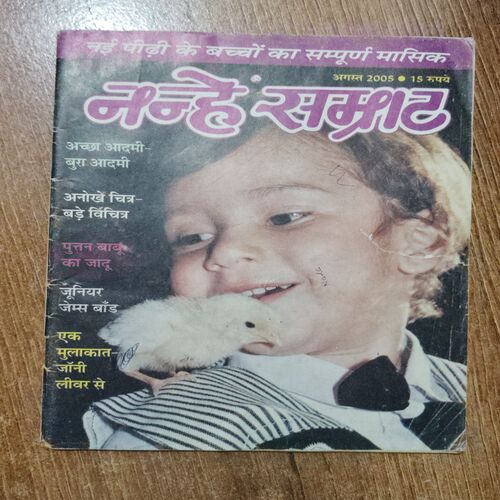 नई पीढ़ी के बच्चों का सम्पूर्ण मासिक
अगस्त 2005 ● 15 रुपये
नन्हें सम्राट
अच्छा आदमी-
बुरा आदमी
अनोखे चित्र-
बड़े विचित्र
पुत्तन बाबू
का जादू
जूनियर
जेम्स बॉंड
एक
मुलाकात-
जॉनी
लीवर से